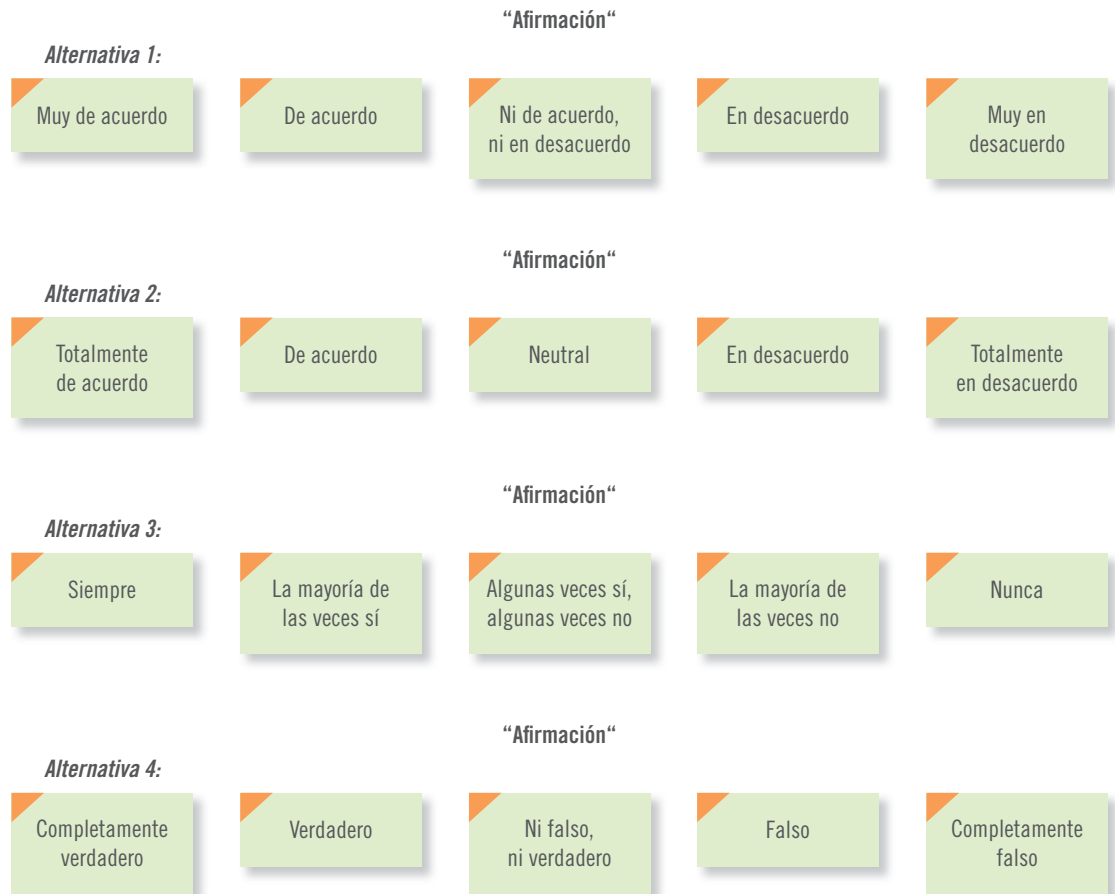 “Afirmación“
Alternativa 1:
Muy de acuerdo
De acuerdo
Ni de acuerdo,
ni en desacuerdo
En desacuerdo
Muy en
desacuerdo
“Afirmación“
Alternativa 2:
Totalmente
de acuerdo
De acuerdo
Neutral
En desacuerdo
Totalmente
en desacuerdo
“Afirmación“
Alternativa 3:
Siempre
La mayoría de
las veces sí
Algunas veces sí,
algunas veces no
La mayoría de
las veces no
Nunca
“Afirmación“
Alternativa 4:
Completamente
verdadero
Verdadero
Ni falso,
ni verdadero
Falso
Completamente
falso